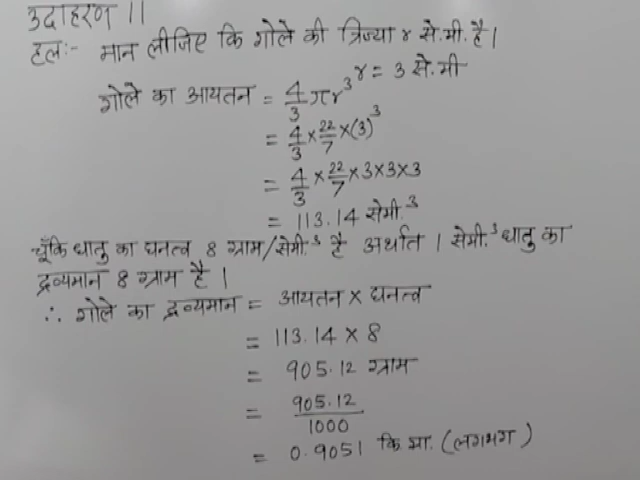 उदाहरण 11
हल:- मान लीजिए कि गोले की त्रिज्या r से.मी. है।
r = 3 से.मी
गोले का आयतन = 4/3 πr³
= 4/3 × 22/7 × (3)³
= 4/3 × 22/7 × 3×3×3
= 113.14 सेमी.³
चूँकि धातु का घनत्व 8 ग्राम/सेमी.³ है अर्थात 1 सेमी.³ धातु का
द्रव्यमान 8 ग्राम है।
∴ गोले का द्रव्यमान = आयतन × घनत्व
= 113.14 × 8
= 905.12 ग्राम
= 905.12/1000
= 0.9051 कि.ग्रा. (लगभग)